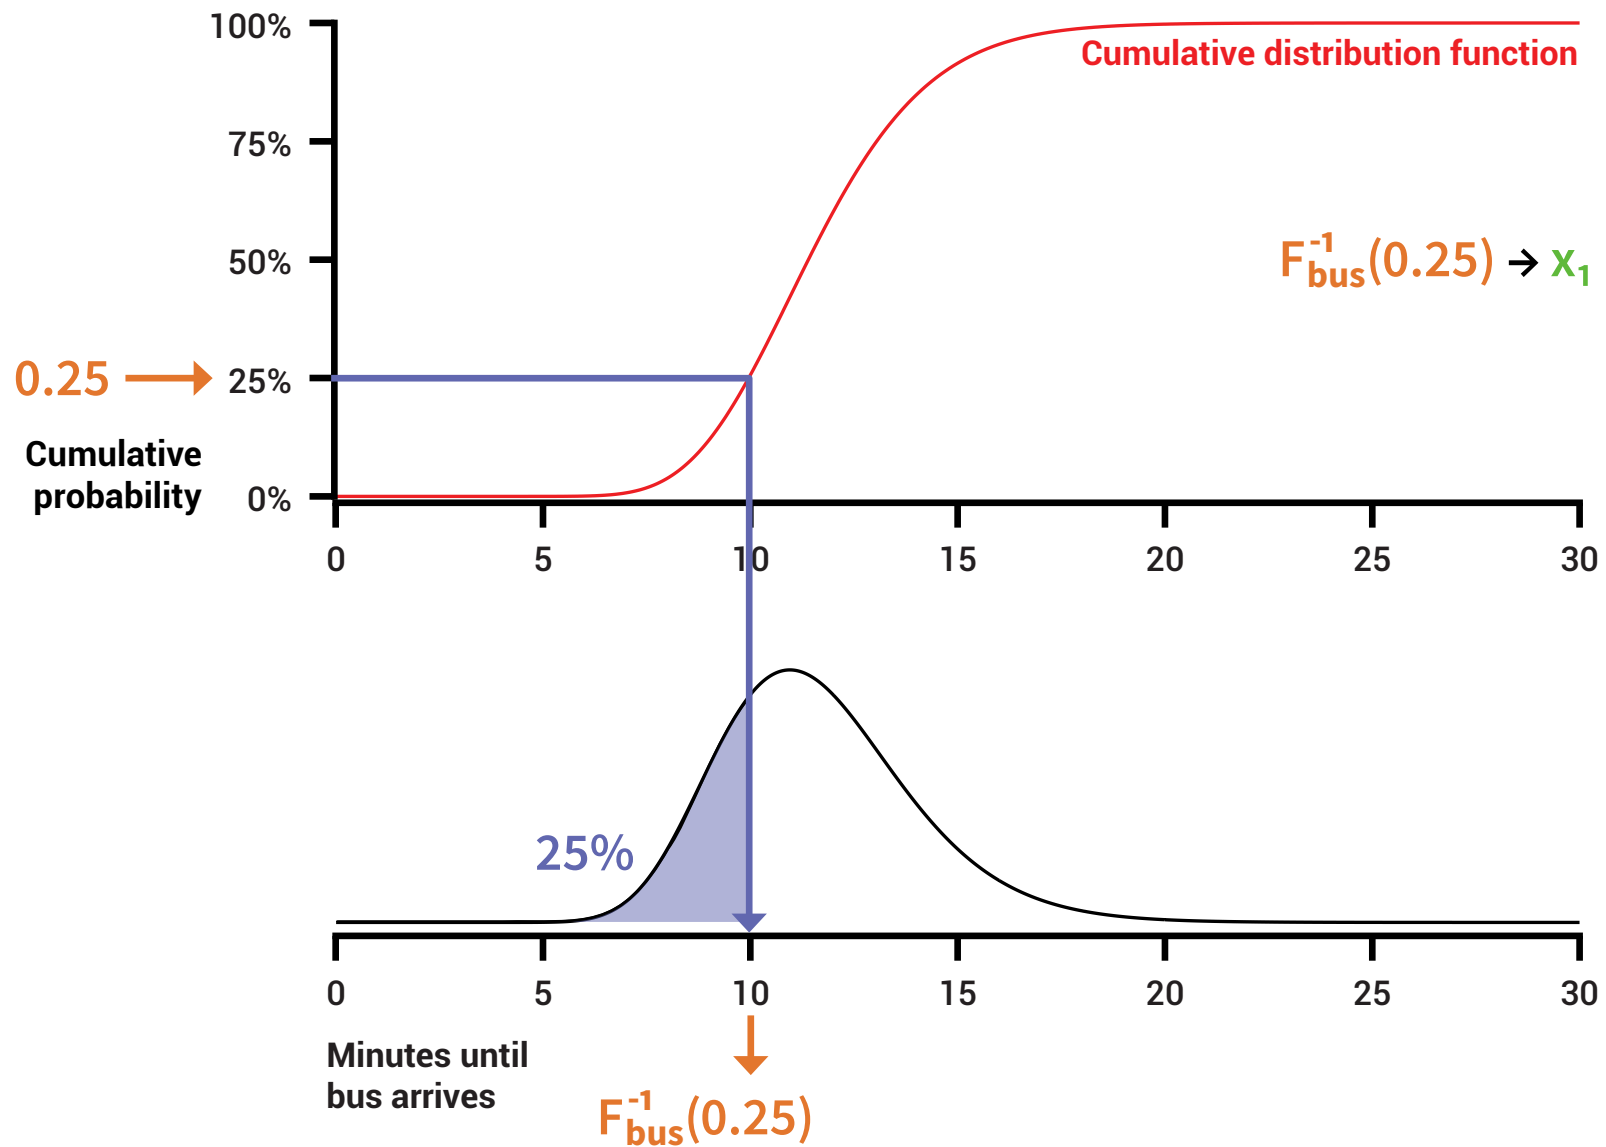 100%
Cumulative distribution function
75%
50%
F⁻¹bus(0.25) → x₁
0.25 → 25%
Cumulative
probability
0%
0 5 10 15 20 25 30
25%
0 5 10 15 20 25 30
Minutes until
bus arrives
F⁻¹bus(0.25)